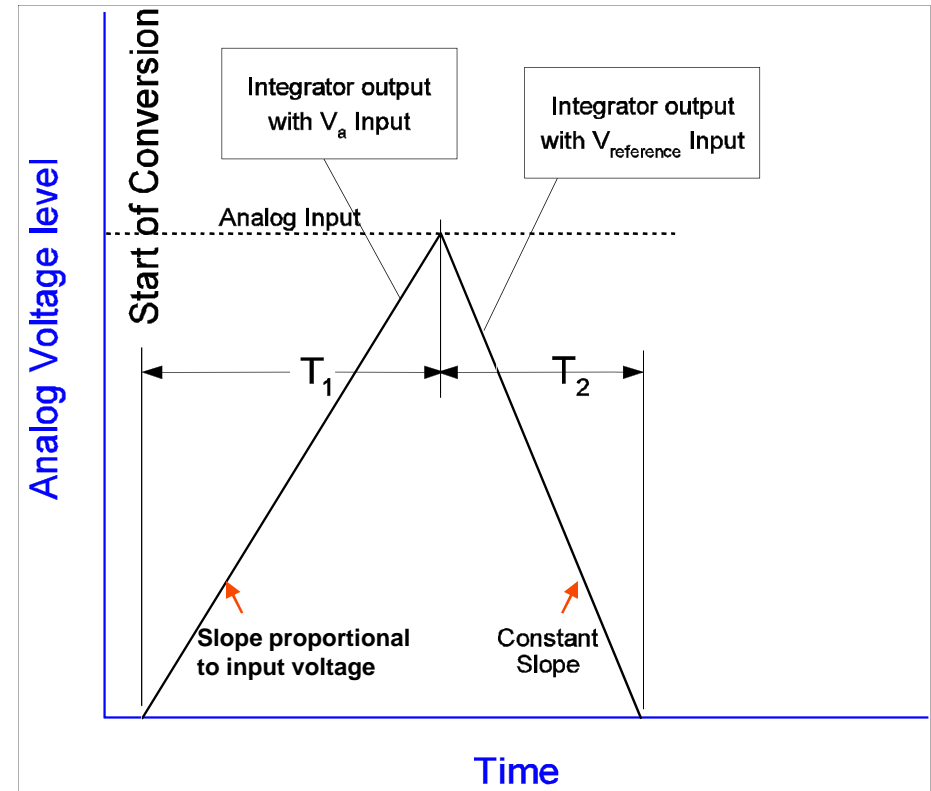 Start of Conversion
Integrator output
with Va Input
Integrator output
with Vreference Input
Analog Voltage level
Analog Input
T1
T2
Slope proportional
to input voltage
Constant
Slope
Time